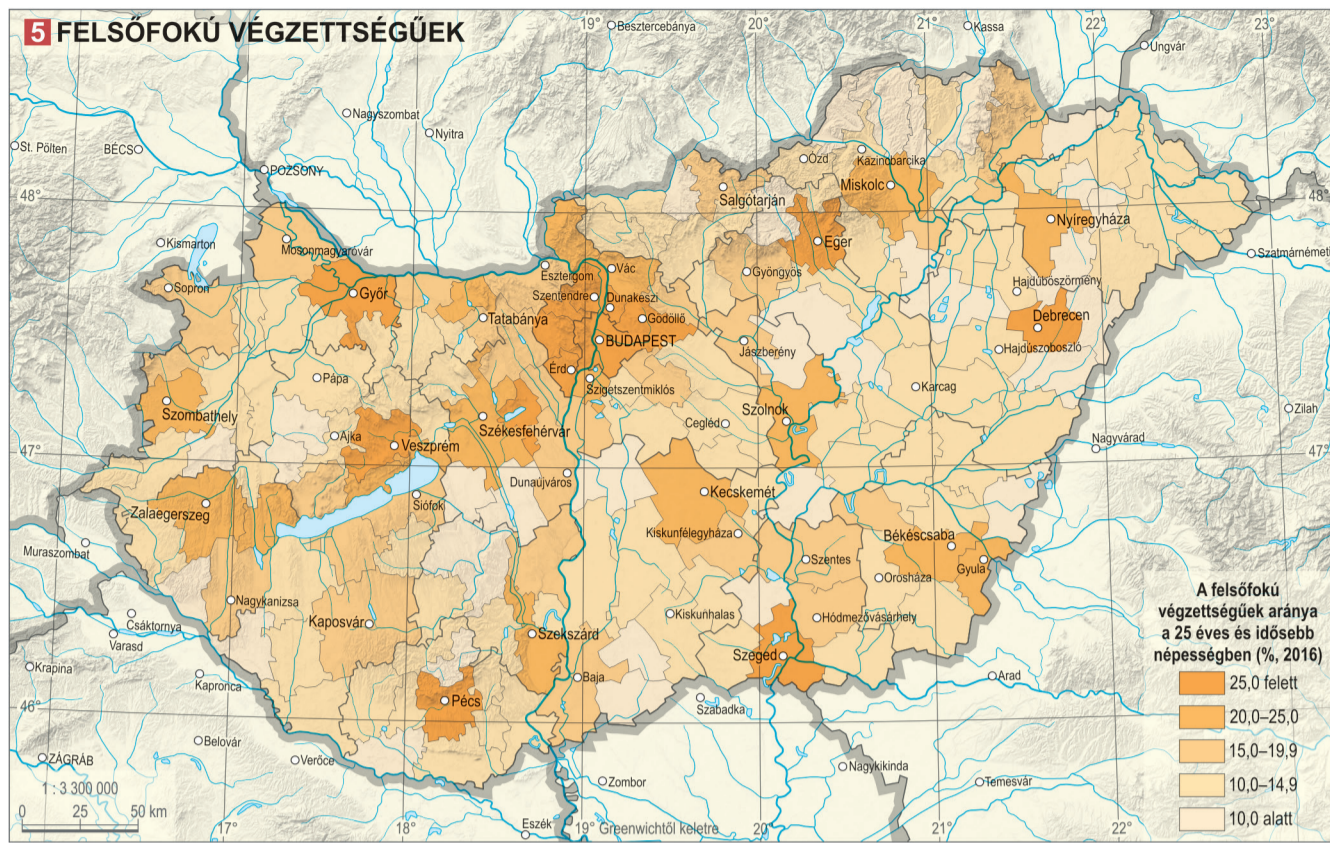 5 FELSŐFOKÚ VÉGZETTSÉGŰEK
19°
20°
21°
22°
23°
Besztercebánya
Kassa
Ungvár
Nagyszombat
Nyitra
St. Pölten
BÉCS
POZSONY
Ózd
Kazincbarcika
Miskolc
Salgótarján
48°
48°
Nyíregyháza
Eger
Kismarton
Mosonmagyaróvár
Szatmárnémeti
Esztergom
Vác
Gyöngyös
Sopron
Győr
Szentendre
Dunakeszi
Hajdúböszörmény
Tatabánya
Gödöllő
Debrecen
BUDAPEST
Jászberény
Hajdúszoboszló
Érd
Pápa
Szigetszentmiklós
Karcag
Szombathely
Székesfehérvár
Cegléd
Szolnok
Zilah
Ajka
Veszprém
Nagyvárad
47°
47°
Dunaújváros
Zalaegerszeg
Siófok
Kecskemét
Kiskunfélegyháza
Békéscsaba
Muraszombat
Szentes
Gyula
Orosháza
Nagykanizsa
Csáktornya
Kaposvár
Kiskunhalas
Hódmezővásárhely
Varasd
Szekszárd
Szeged
Krapina
Kapronca
Baja
Arad
Pécs
Szabadka
46°
Belovár
ZÁGRÁB
Verőce
Zombor
Nagykikinda
Temesvár
Eszék
A felsőfokú
végzettségűek aránya
a 25 éves és idősebb
népességben (%, 2016)
25,0 felett
20,0–25,0
15,0–19,9
10,0–14,9
10,0 alatt
1 : 3 300 000
0 25 50 km
17°
18°
19° Greenwichtől keletre
20°
21°
22°